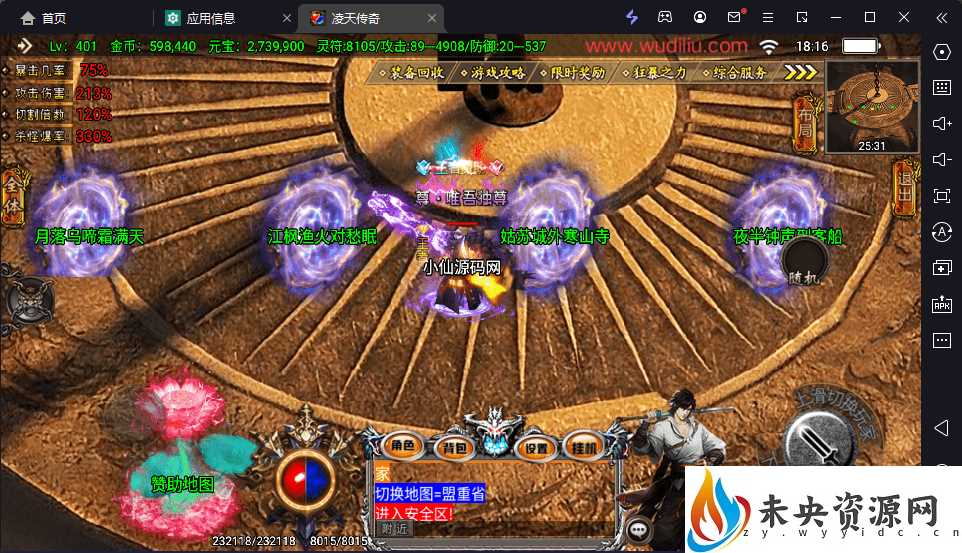 首页
应用信息
凌天传奇
Lv: 401 金币: 598,440 元宝: 2,739,900 灵符:8105/攻击:89--4908/防御:20--537
www.wudiliu.com
18:16
暴击几率 75%
攻击伤害 213%
切割倍数 120%
杀怪爆率 330%
装备回收
游戏攻略
限时奖励
狂暴之力
综合服务
布局
25:31
全体
退出
尊·唯吾独尊
月落乌啼霜满天
江枫渔火对愁眠
姑苏城外寒山寺
夜半钟声到客船
小仙源码网
随机
上滑切换玩家
赞助地图
角色
背包
设置
挂机
家
切换地图=盟重省
进入安全区!
附近
232118/232118 8015/8015
APK
未央资源网
zy.wyyidc.cn